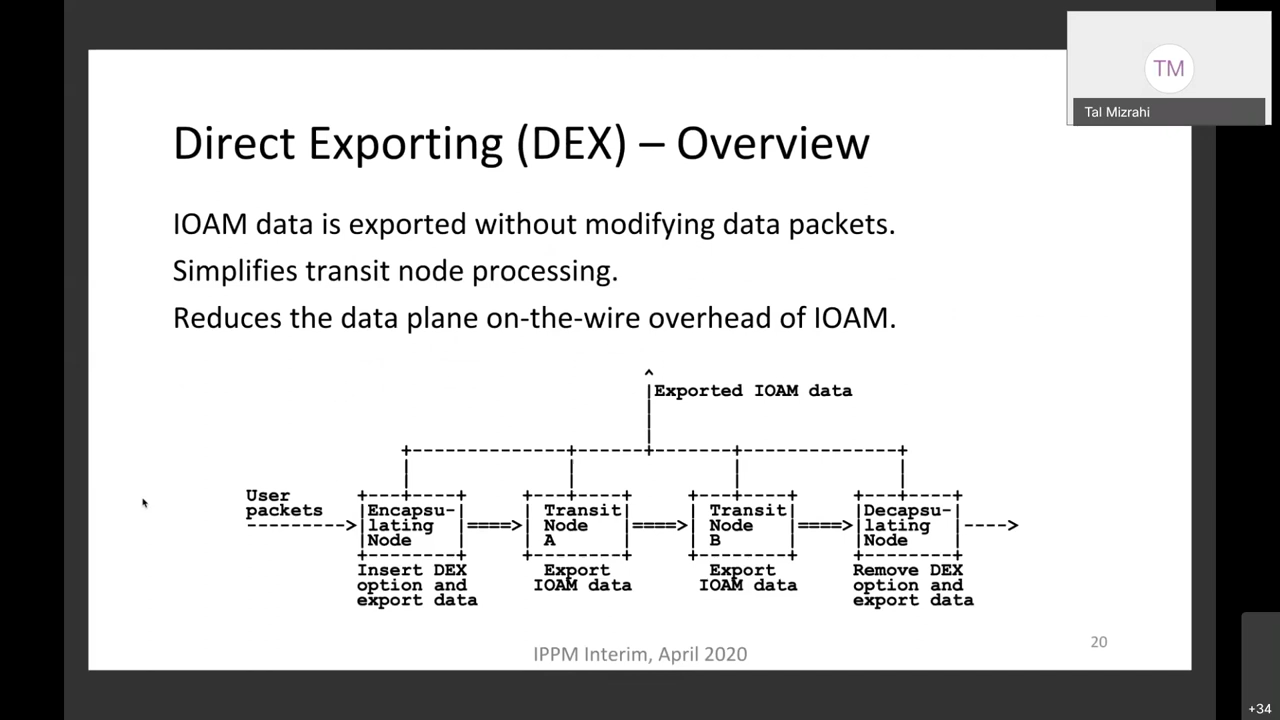 TM
Tal Mizrahi
Direct Exporting (DEX) – Overview
IOAM data is exported without modifying data packets.
Simplifies transit node processing.
Reduces the data plane on-the-wire overhead of IOAM.
^
|Exported IOAM data
|
|
|
+--------------+------+-------+--------------+
| | | |
| | | |
User +---+----+ +---+----+ +---+----+ +---+----+
packets |Encapsu-| | Transit| | Transit| |Decapsu-|
--------->|lating |====>| Node |====>| Node |====>|lating |---->
|Node | | A | | B | |Node |
+--------+ +--------+ +--------+ +--------+
Insert DEX Export Export Remove DEX
option and IOAM data IOAM data option and
export data export data
IPPM Interim, April 2020
20
+34